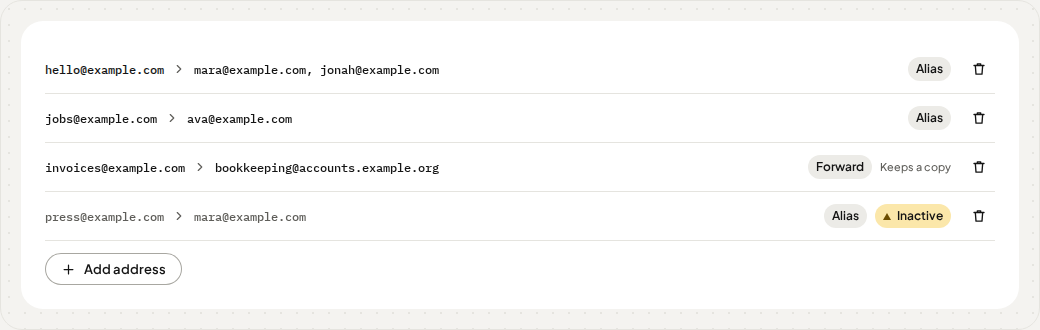 hello@example.com > mara@example.com, jonah@example.com Alias
jobs@example.com > ava@example.com Alias
invoices@example.com > bookkeeping@accounts.example.org Forward Keeps a copy
press@example.com > mara@example.com Alias ▲ Inactive
+ Add address